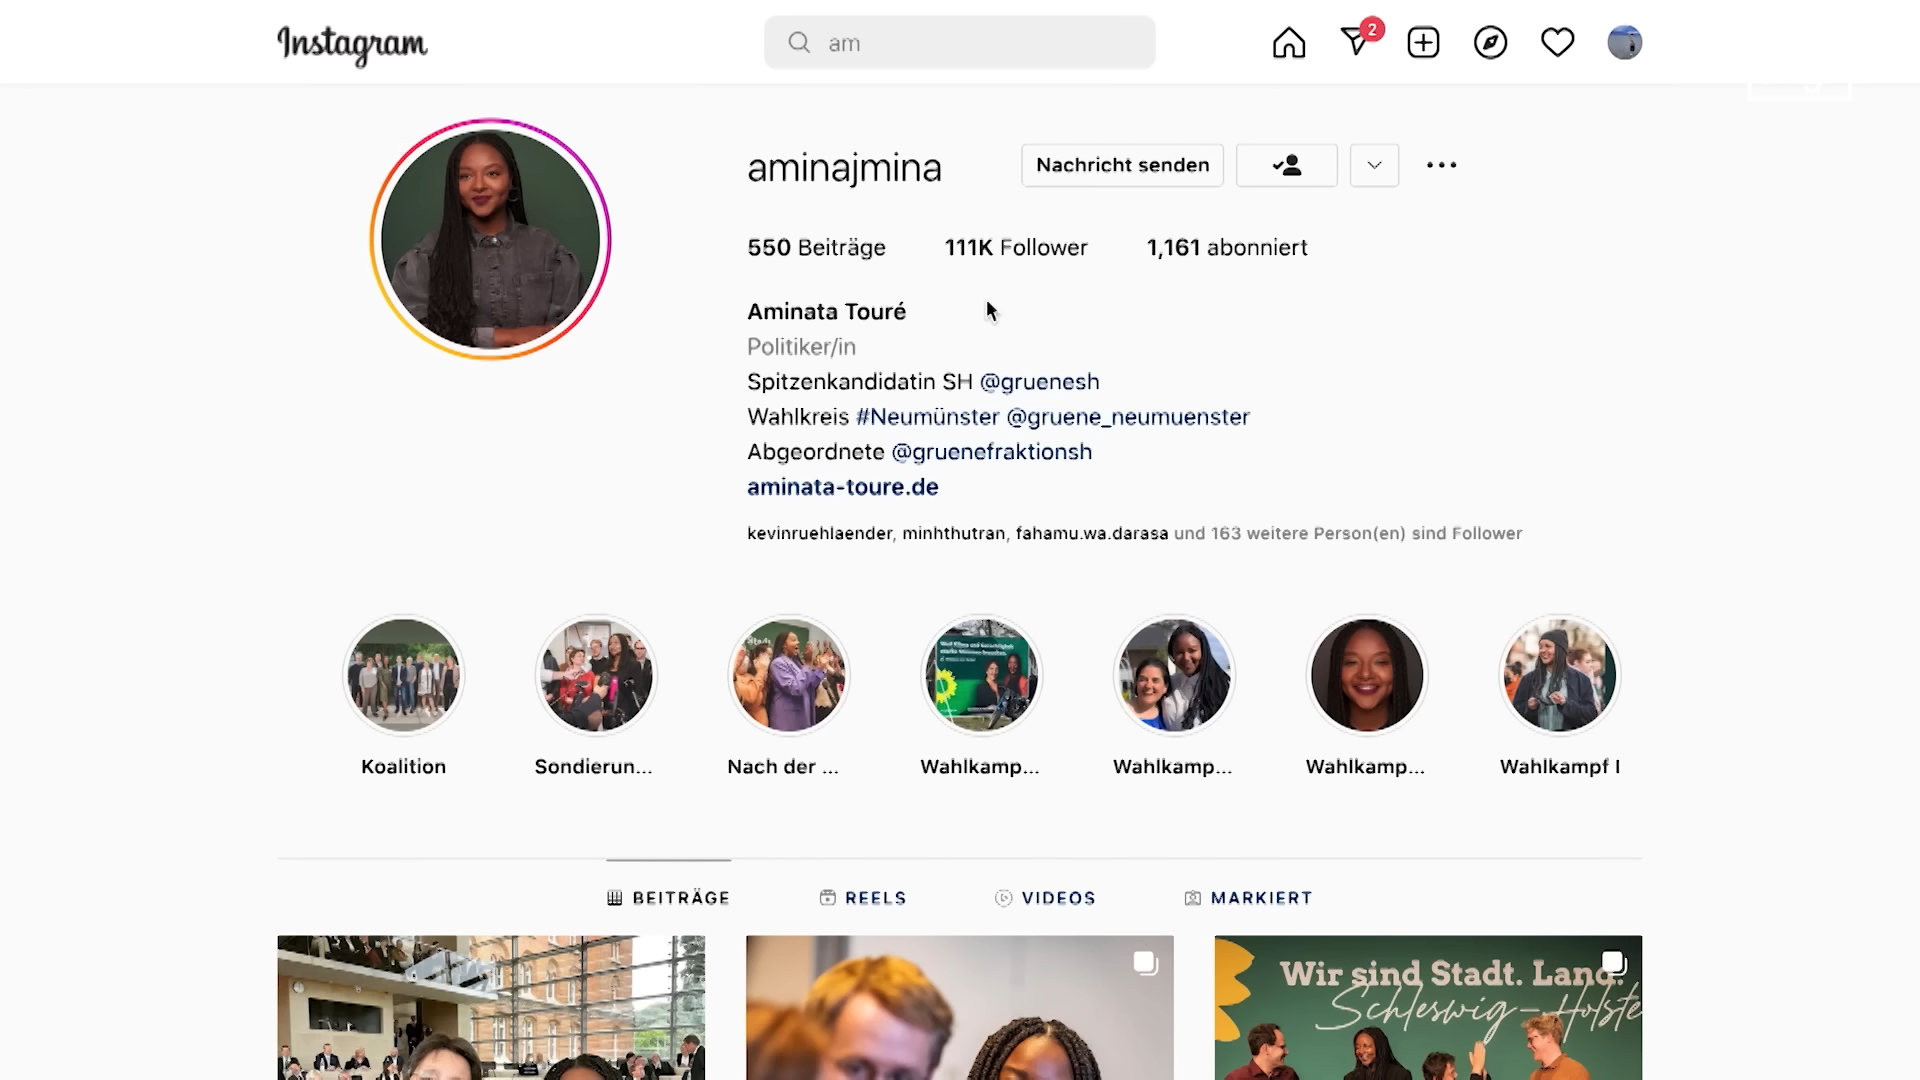 Instagram
am
2
aminajmina
Nachricht senden
550 Beiträge
111K Follower
1,161 abonniert
Aminata Touré
Politiker/in
Spitzenkandidatin SH @gruenesh
Wahlkreis #Neumünster @gruene_neumuenster
Abgeordnete @gruenefraktionsh
aminata-toure.de
kevinruehlaender, minhthutran, fahamu.wa.darasa und 163 weitere Person(en) sind Follower
Koalition
Sondierun...
Nach der ...
Wahlkamp...
Wahlkamp...
Wahlkamp...
Wahlkampf I
BEITRÄGE
REELS
VIDEOS
MARKIERT
Wir sind Stadt. Land.
Schleswig-Holste